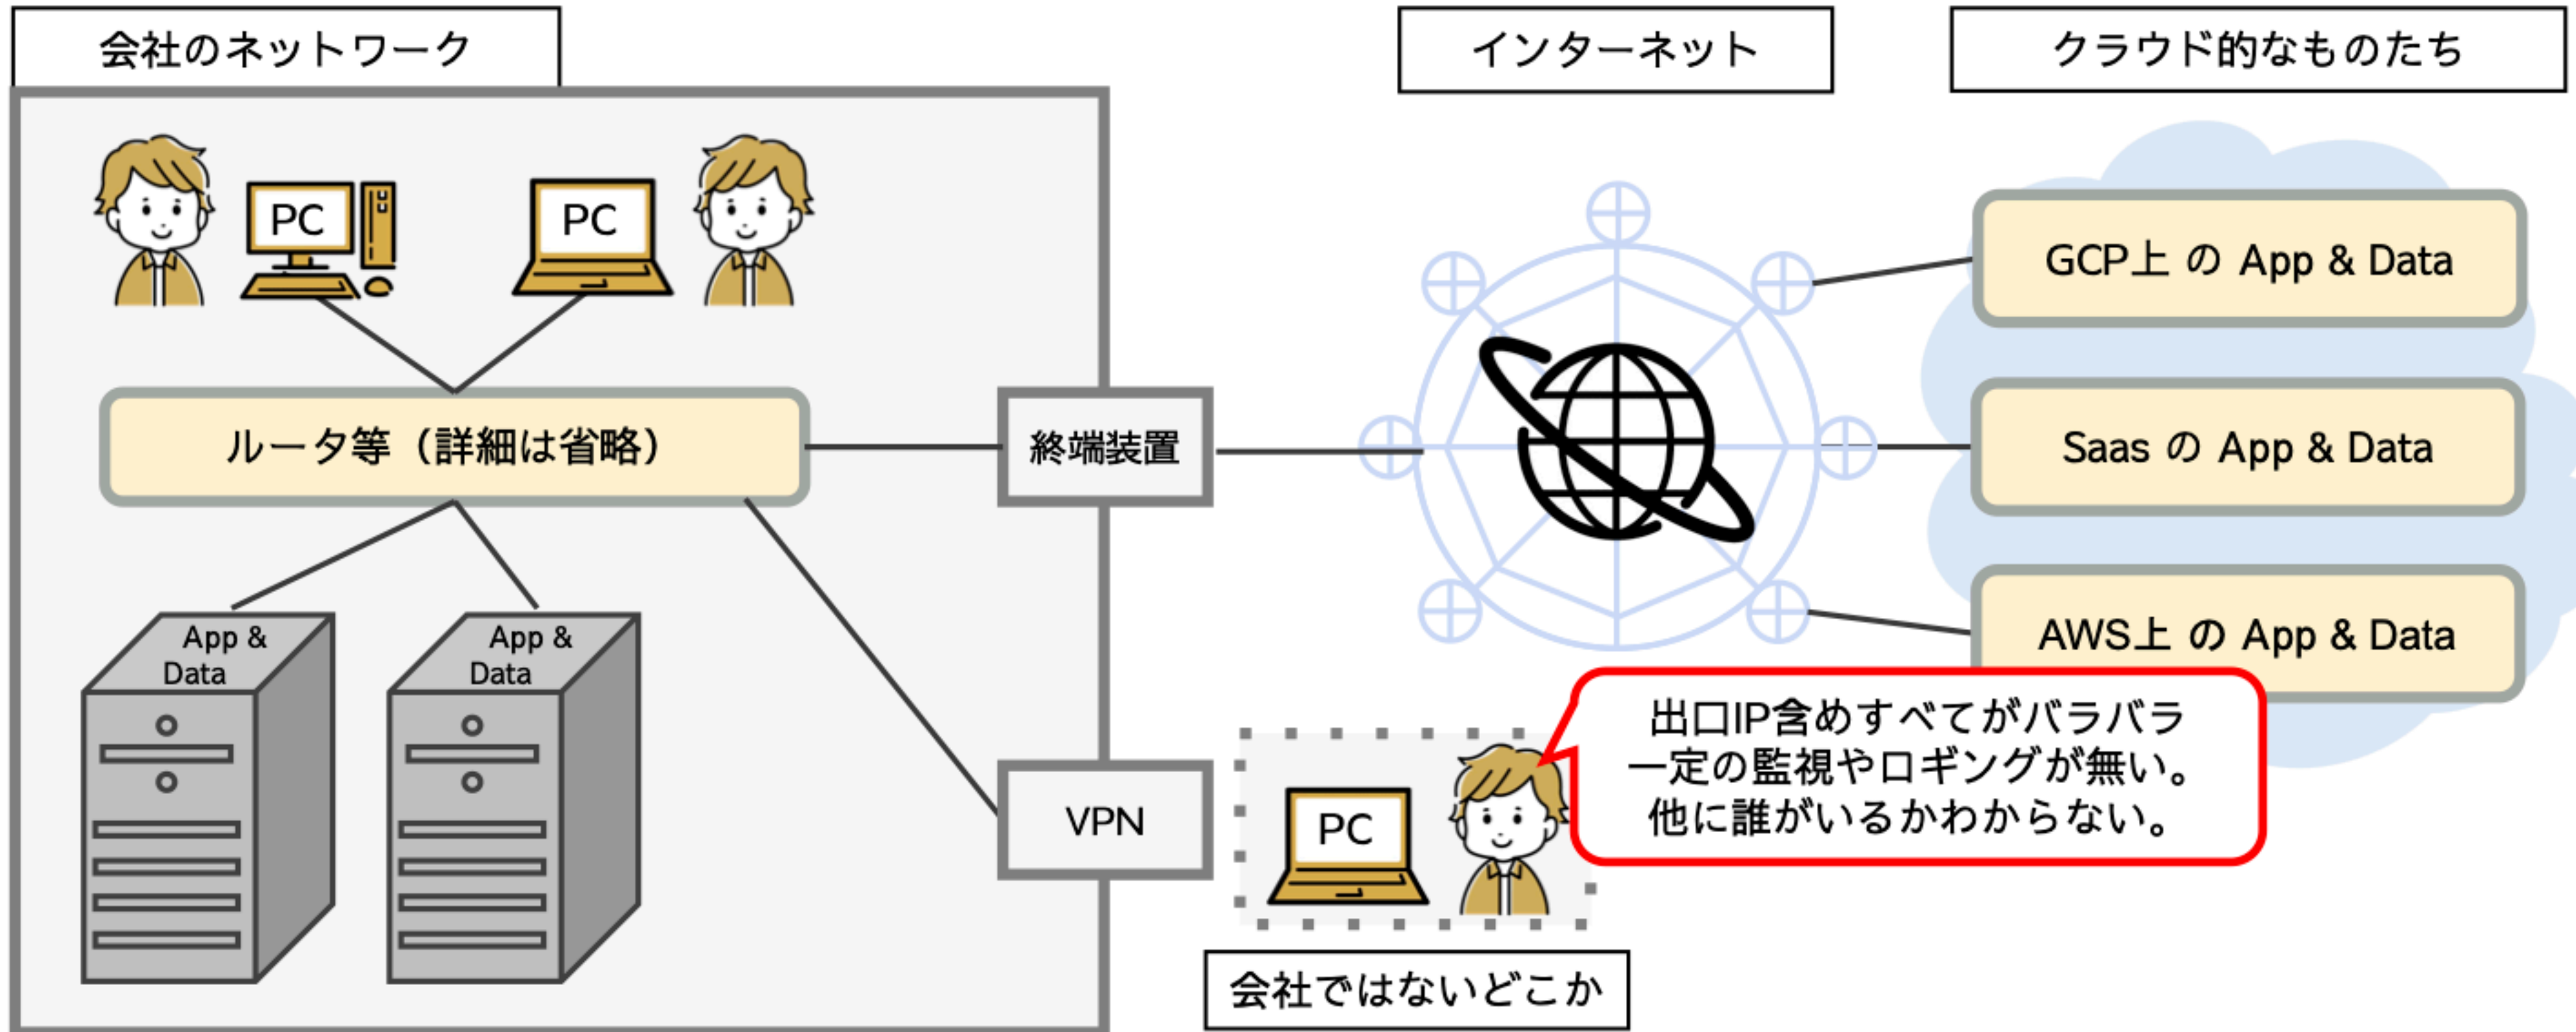 会社のネットワーク
インターネット
クラウド的なものたち
PC
PC
GCP上 の App & Data
ルータ等（詳細は省略）
終端装置
Saas の App & Data
App &
Data
App &
Data
AWS上 の App & Data
出口IP含めすべてがバラバラ
一定の監視やロギングが無い。
他に誰がいるかわからない。
VPN
PC
会社ではないどこか